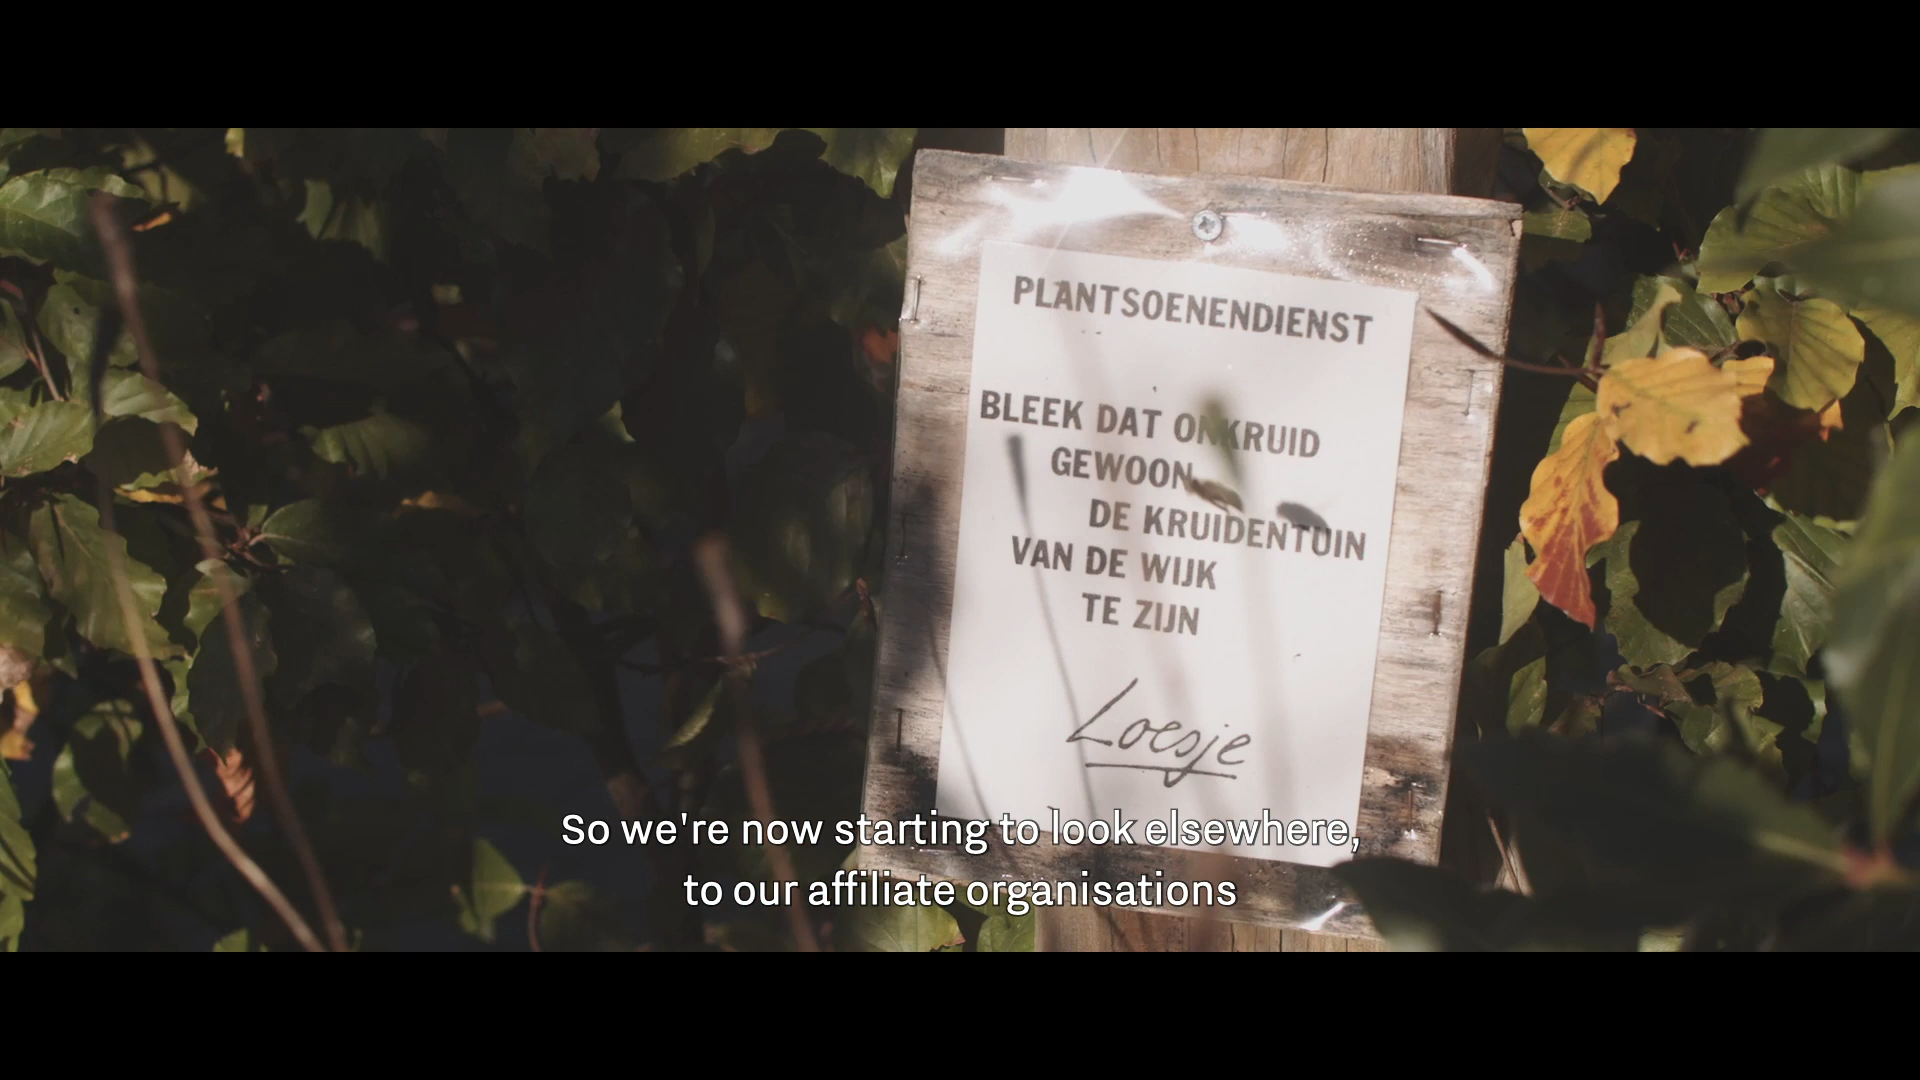 PLANTSOENENDIENST
BLEEK DAT ONKRUID
GEWOON
DE KRUIDENTUIN
VAN DE WIJK
TE ZIJN
Loesje
So we're now starting to look elsewhere,
to our affiliate organisations